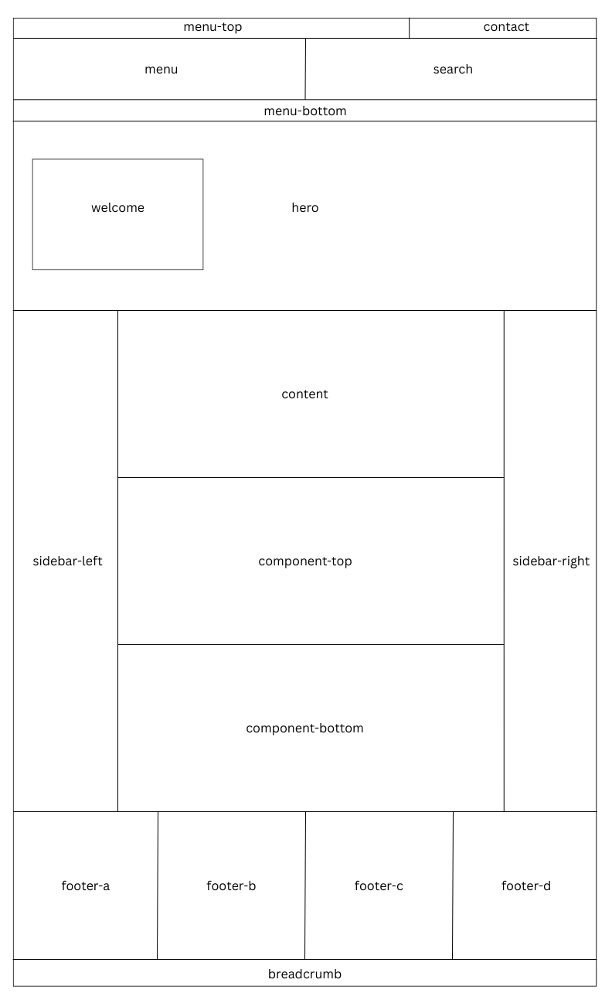 menu-top
contact
menu
search
menu-bottom
welcome
hero
content
sidebar-left
component-top
sidebar-right
component-bottom
footer-a
footer-b
footer-c
footer-d
breadcrumb